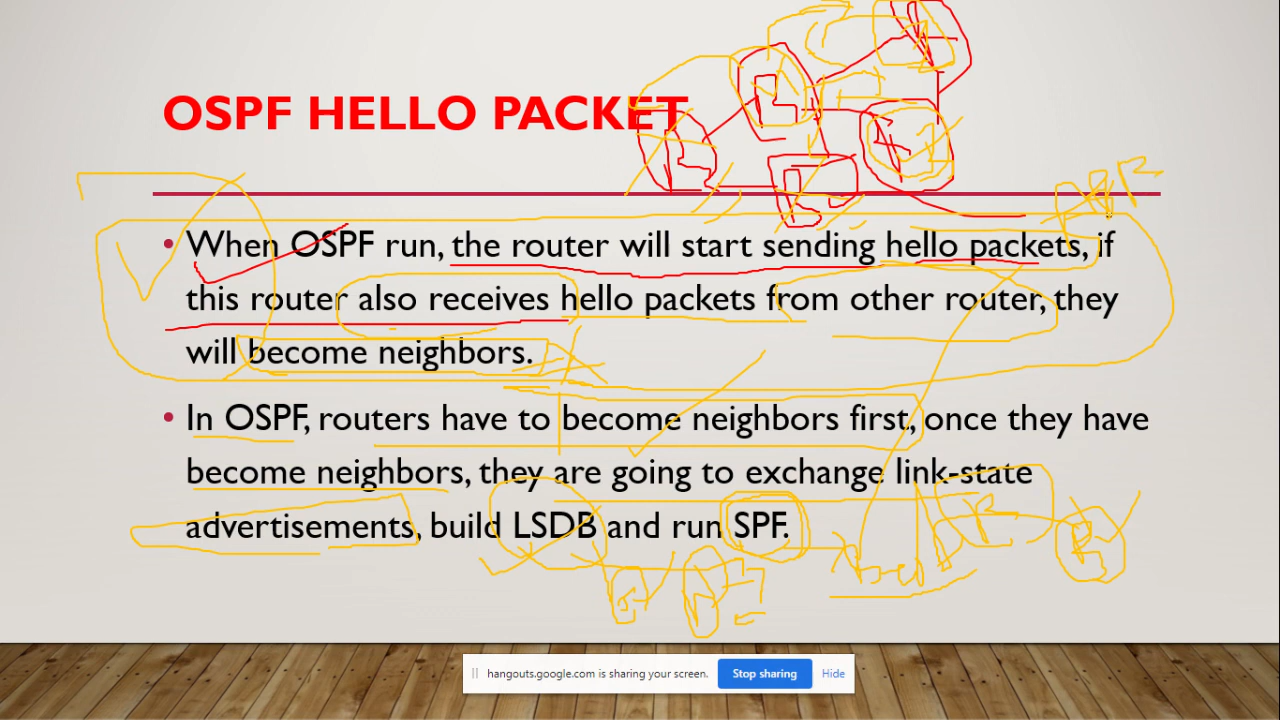 OSPF HELLO PACKET
• When OSPF run, the router will start sending hello packets, if
this router also receives hello packets from other router, they
will become neighbors.
• In OSPF, routers have to become neighbors first, once they have
become neighbors, they are going to exchange link-state
advertisements, build LSDB and run SPF.
hangouts.google.com is sharing your screen. Stop sharing Hide